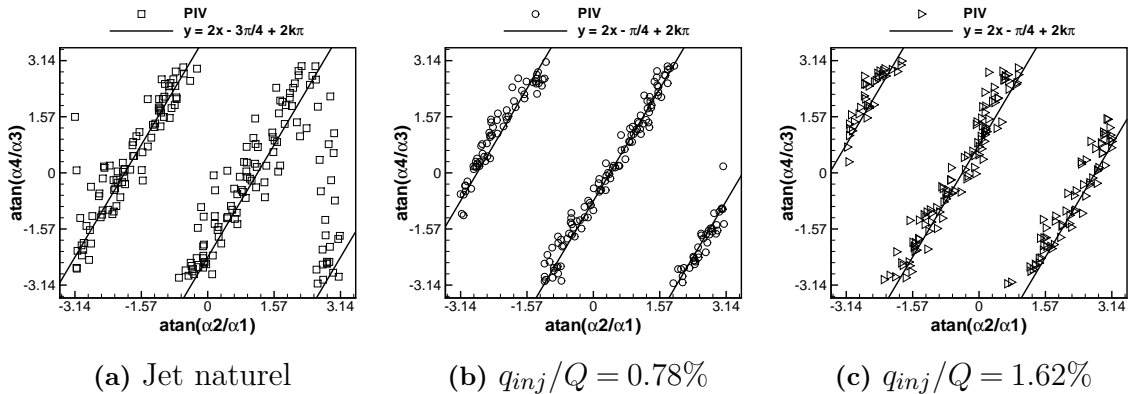 PIV
y = 2x - 3π/4 + 2kπ
3.14
1.57
0
-1.57
-3.14
atan(α4/α3)
-3.14 -1.57 0 1.57 3.14
atan(α2/α1)
(a) Jet naturel
PIV
y = 2x - π/4 + 2kπ
3.14
1.57
0
-1.57
-3.14
atan(α4/α3)
-3.14 -1.57 0 1.57 3.14
atan(α2/α1)
(b) q_{inj}/Q = 0.78%
PIV
y = 2x - π/4 + 2kπ
3.14
1.57
0
-1.57
-3.14
atan(α4/α3)
-3.14 -1.57 0 1.57 3.14
atan(α2/α1)
(c) q_{inj}/Q = 1.62%